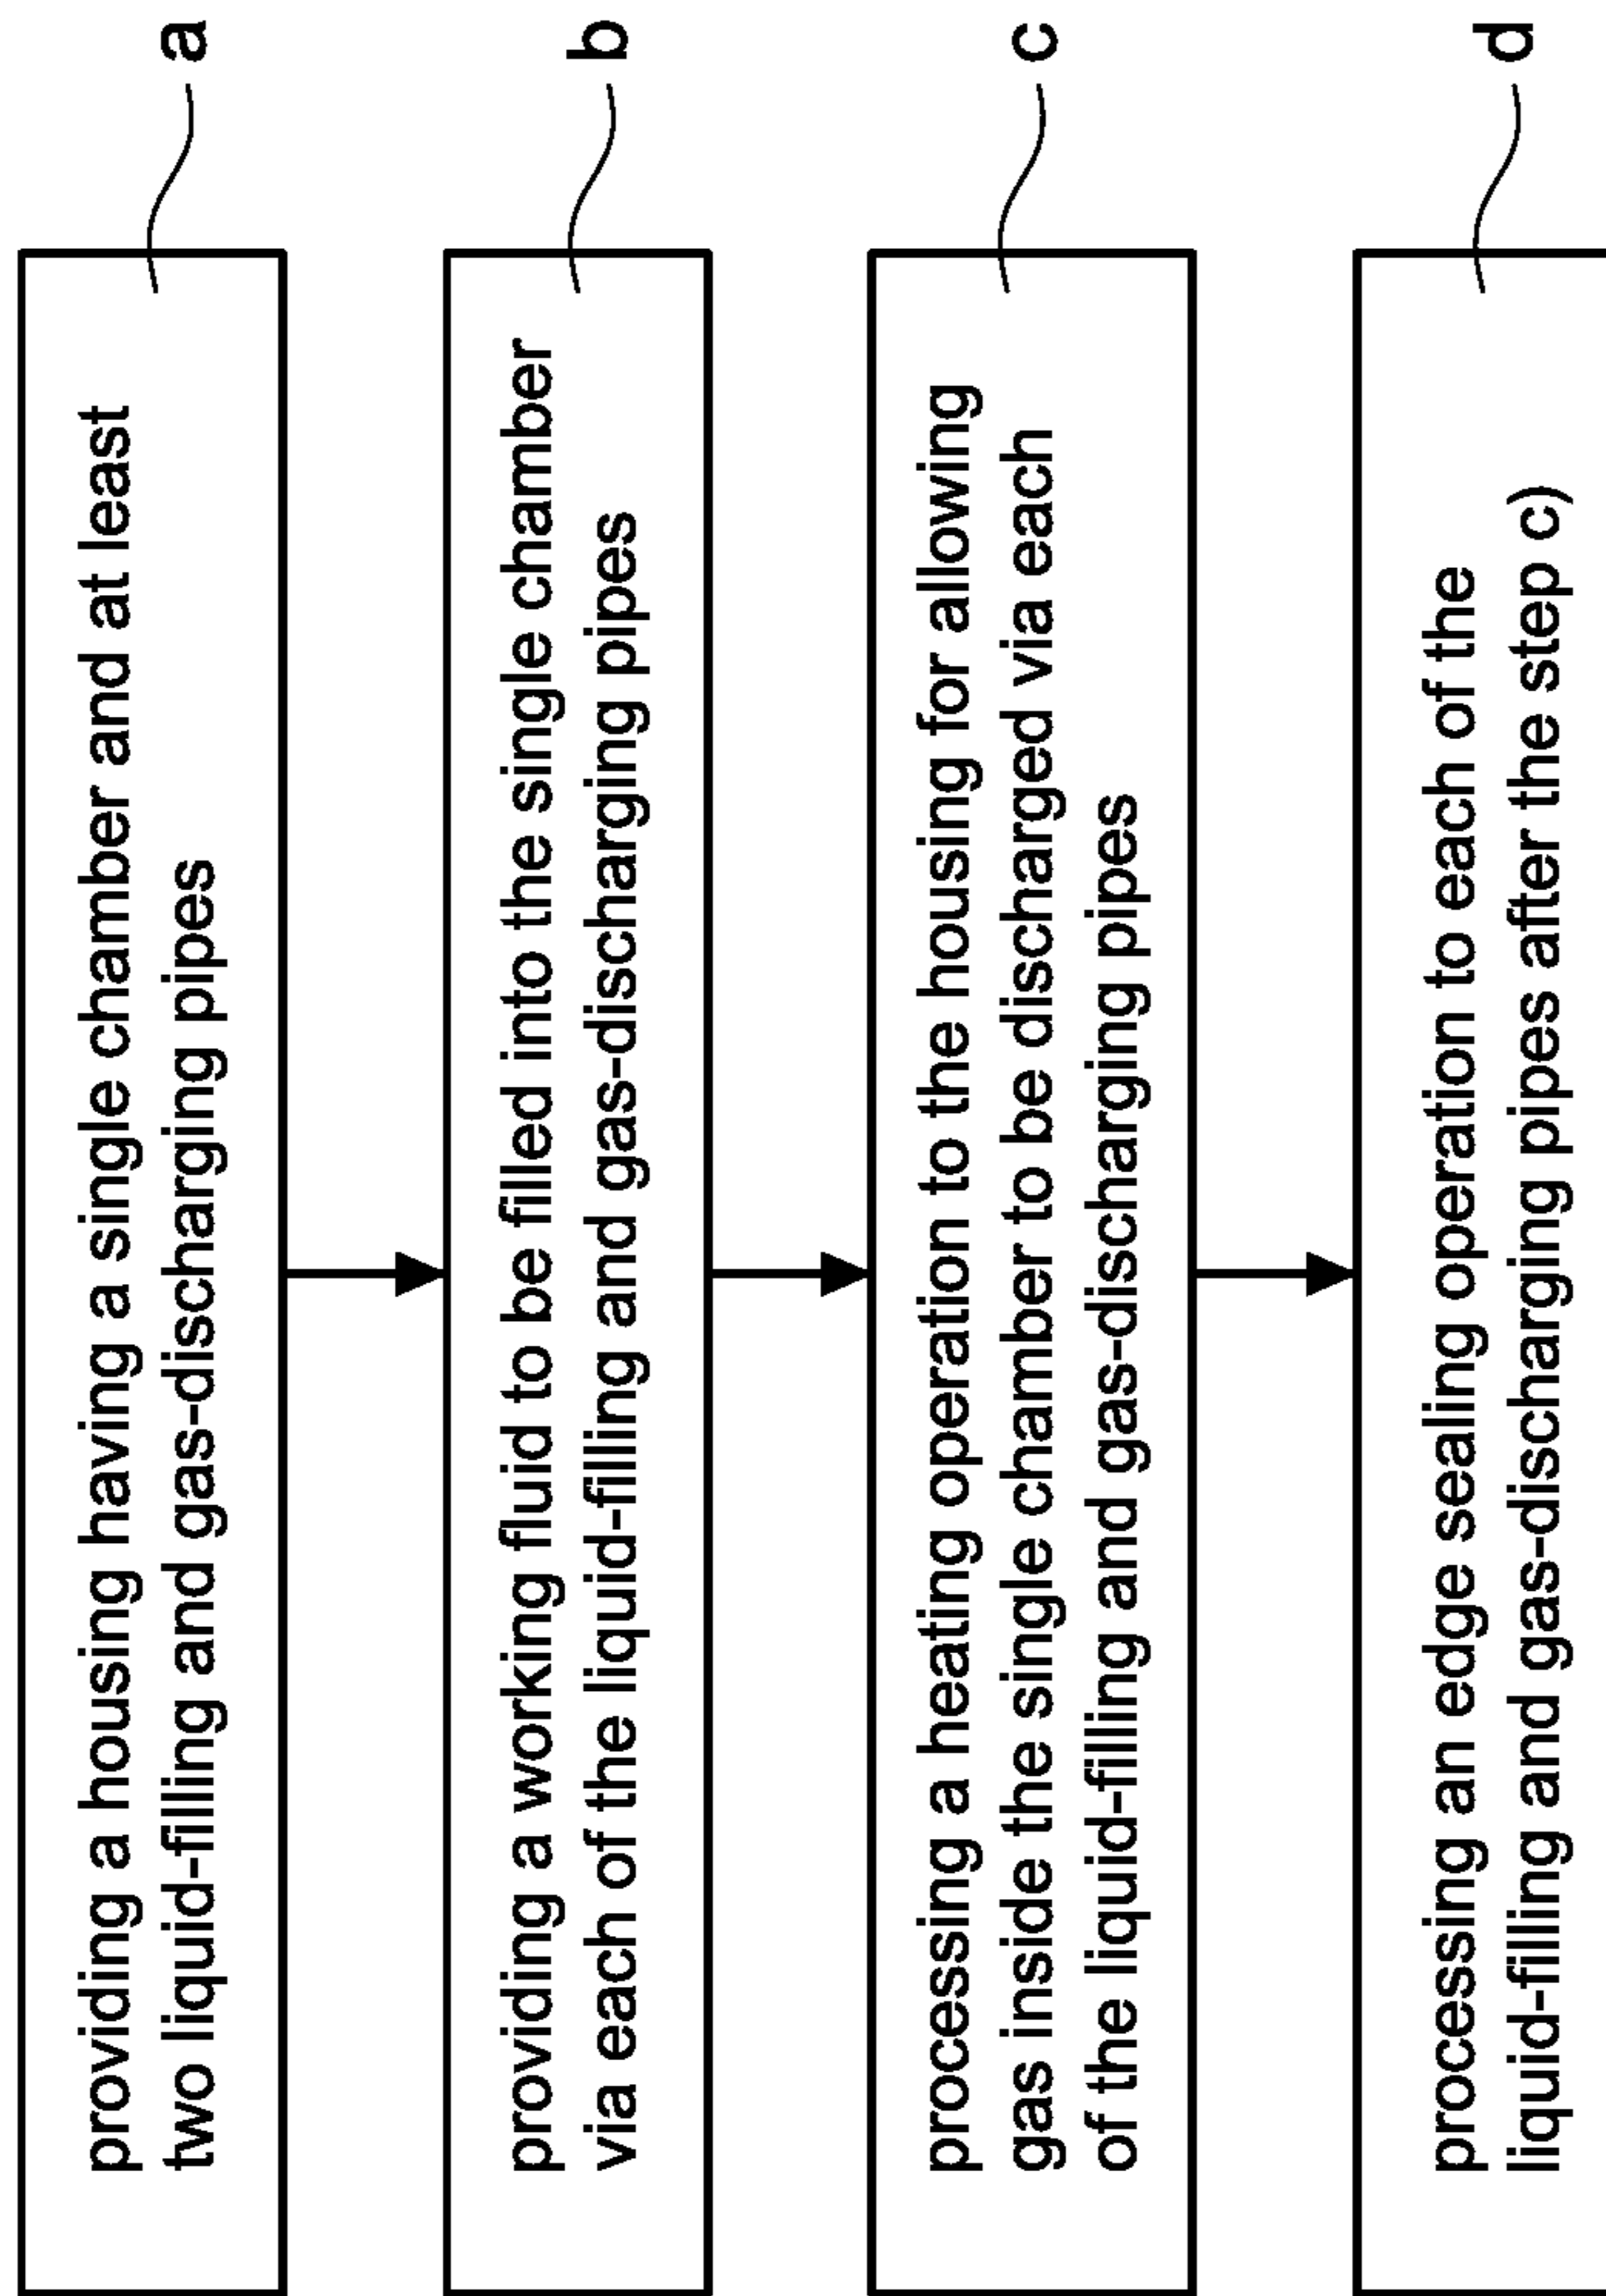 providing a housing having a single chamber and at least
two liquid-filling and gas-discharging pipes
a
providing a working fluid to be filled into the single chamber
via each of the liquid-filling and gas-discharging pipes
b
processing a heating operation to the housing for allowing
gas inside the single chamber to be discharged via each
of the liquid-filling and gas-discharging pipes
c
processing an edge sealing operation to each of the
liquid-filling and gas-discharging pipes after the step c)
d